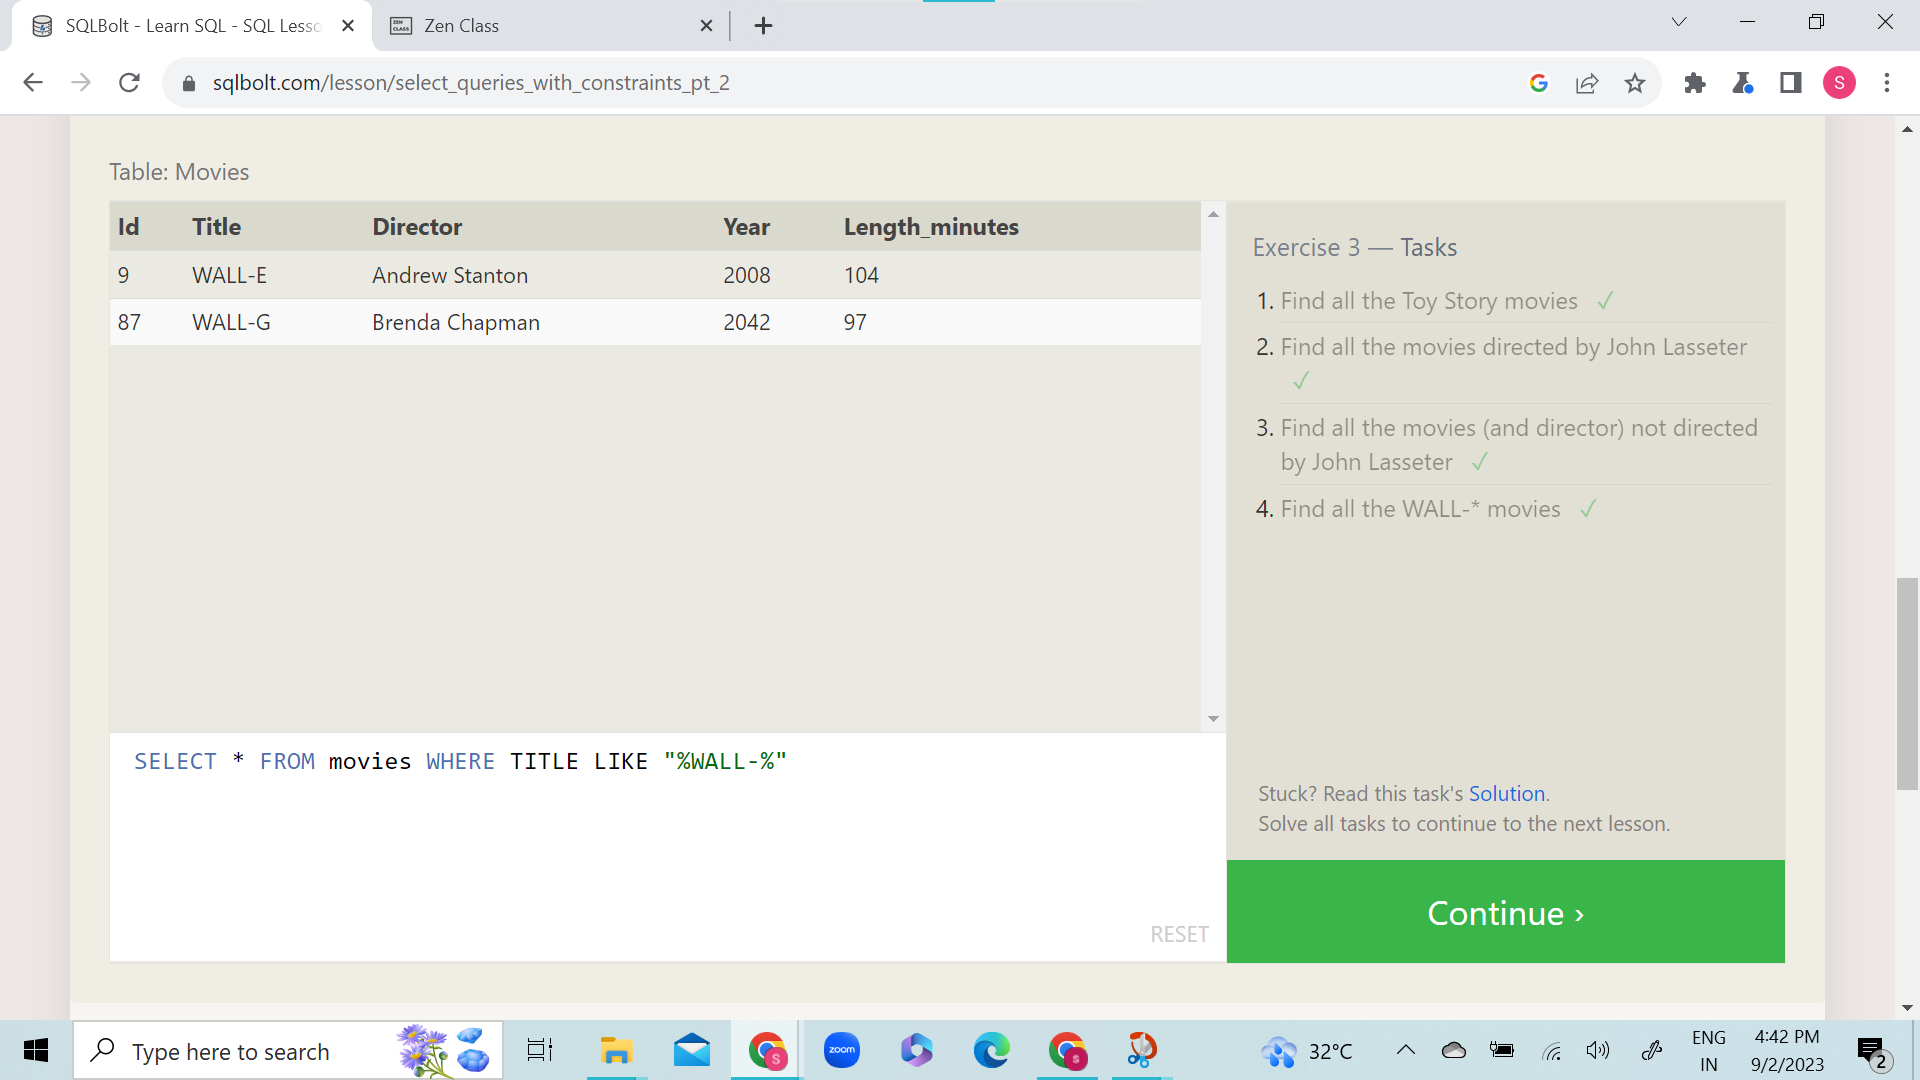 SQLBolt - Learn SQL - SQL Lesso
Zen Class
sqlbolt.com/lesson/select_queries_with_constraints_pt_2
S
Table: Movies
Id Title Director Year Length_minutes
9 WALL-E Andrew Stanton 2008 104
87 WALL-G Brenda Chapman 2042 97
Exercise 3 — Tasks
1. Find all the Toy Story movies ✓
2. Find all the movies directed by John Lasseter
✓
3. Find all the movies (and director) not directed
by John Lasseter ✓
4. Find all the WALL-* movies ✓
SELECT * FROM movies WHERE TITLE LIKE "%WALL-%"
RESET
Stuck? Read this task's Solution.
Solve all tasks to continue to the next lesson.
Continue ›
Type here to search
S
zoom
S
32°C
ENG
IN
4:42 PM
9/2/2023
2